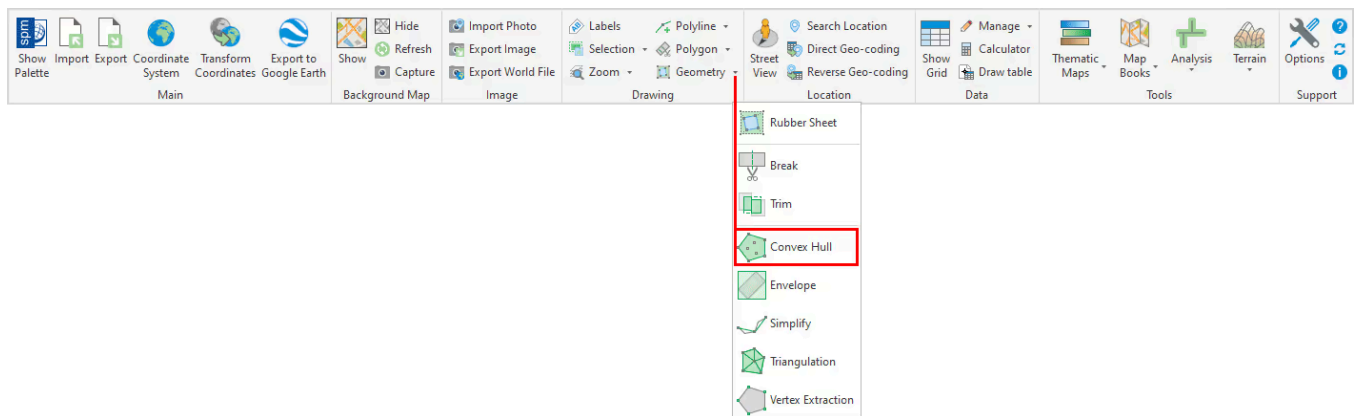 spm
Show
Palette
Import
Export
Coordinate
System
Transform
Coordinates
Export to
Google Earth
Main
Show
Hide
Refresh
Capture
Background Map
Import Photo
Export Image
Export World File
Image
Labels
Selection
Zoom
Polyline
Polygon
Geometry
Drawing
Street
View
Search Location
Direct Geo-coding
Reverse Geo-coding
Location
Show
Grid
Manage
Calculator
Draw table
Data
Thematic
Maps
Map
Books
Analysis
Terrain
Tools
Options
Support
Rubber Sheet
Break
Trim
Convex Hull
Envelope
Simplify
Triangulation
Vertex Extraction